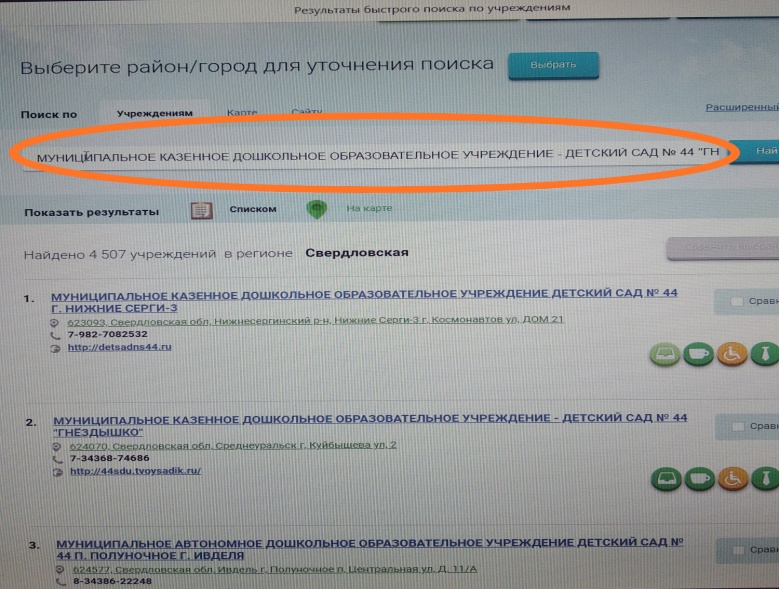 Результаты быстрого поиска по учреждениям
Выберите район/город для уточнения поиска Выбрать
Поиск по Учреждениям Карте Сайту Расширенный
МУНИЦИПАЛЬНОЕ КАЗЕННОЕ ДОШКОЛЬНОЕ ОБРАЗОВАТЕЛЬНОЕ УЧРЕЖДЕНИЕ - ДЕТСКИЙ САД № 44 "ГН Най
Показать результаты Списком На карте
Найдено 4 507 учреждений в регионе Свердловская
1. МУНИЦИПАЛЬНОЕ КАЗЕННОЕ ДОШКОЛЬНОЕ ОБРАЗОВАТЕЛЬНОЕ УЧРЕЖДЕНИЕ ДЕТСКИЙ САД № 44 Сравн
Г. НИЖНИЕ СЕРГИ-3
623093, Свердловская обл, Нижнесергинский р-н, Нижние Серги-3 г, Космонавтов ул, ДОМ 21
7-982-7082532
http://detsadns44.ru
2. МУНИЦИПАЛЬНОЕ КАЗЕННОЕ ДОШКОЛЬНОЕ ОБРАЗОВАТЕЛЬНОЕ УЧРЕЖДЕНИЕ - ДЕТСКИЙ САД № 44 Сравн
"ГНЁЗДЫШКО"
624070, Свердловская обл, Среднеуральск г, Куйбышева ул, 2
7-34368-74686
http://44sdu.tvoysadik.ru/
3. МУНИЦИПАЛЬНОЕ АВТОНОМНОЕ ДОШКОЛЬНОЕ ОБРАЗОВАТЕЛЬНОЕ УЧРЕЖДЕНИЕ ДЕТСКИЙ САД № Сравн
44 П. ПОЛУНОЧНОЕ Г. ИВДЕЛЯ
624577, Свердловская обл, Ивдель г, Полуночное п, Центральная ул, Д. 11/А
8-34386-22248